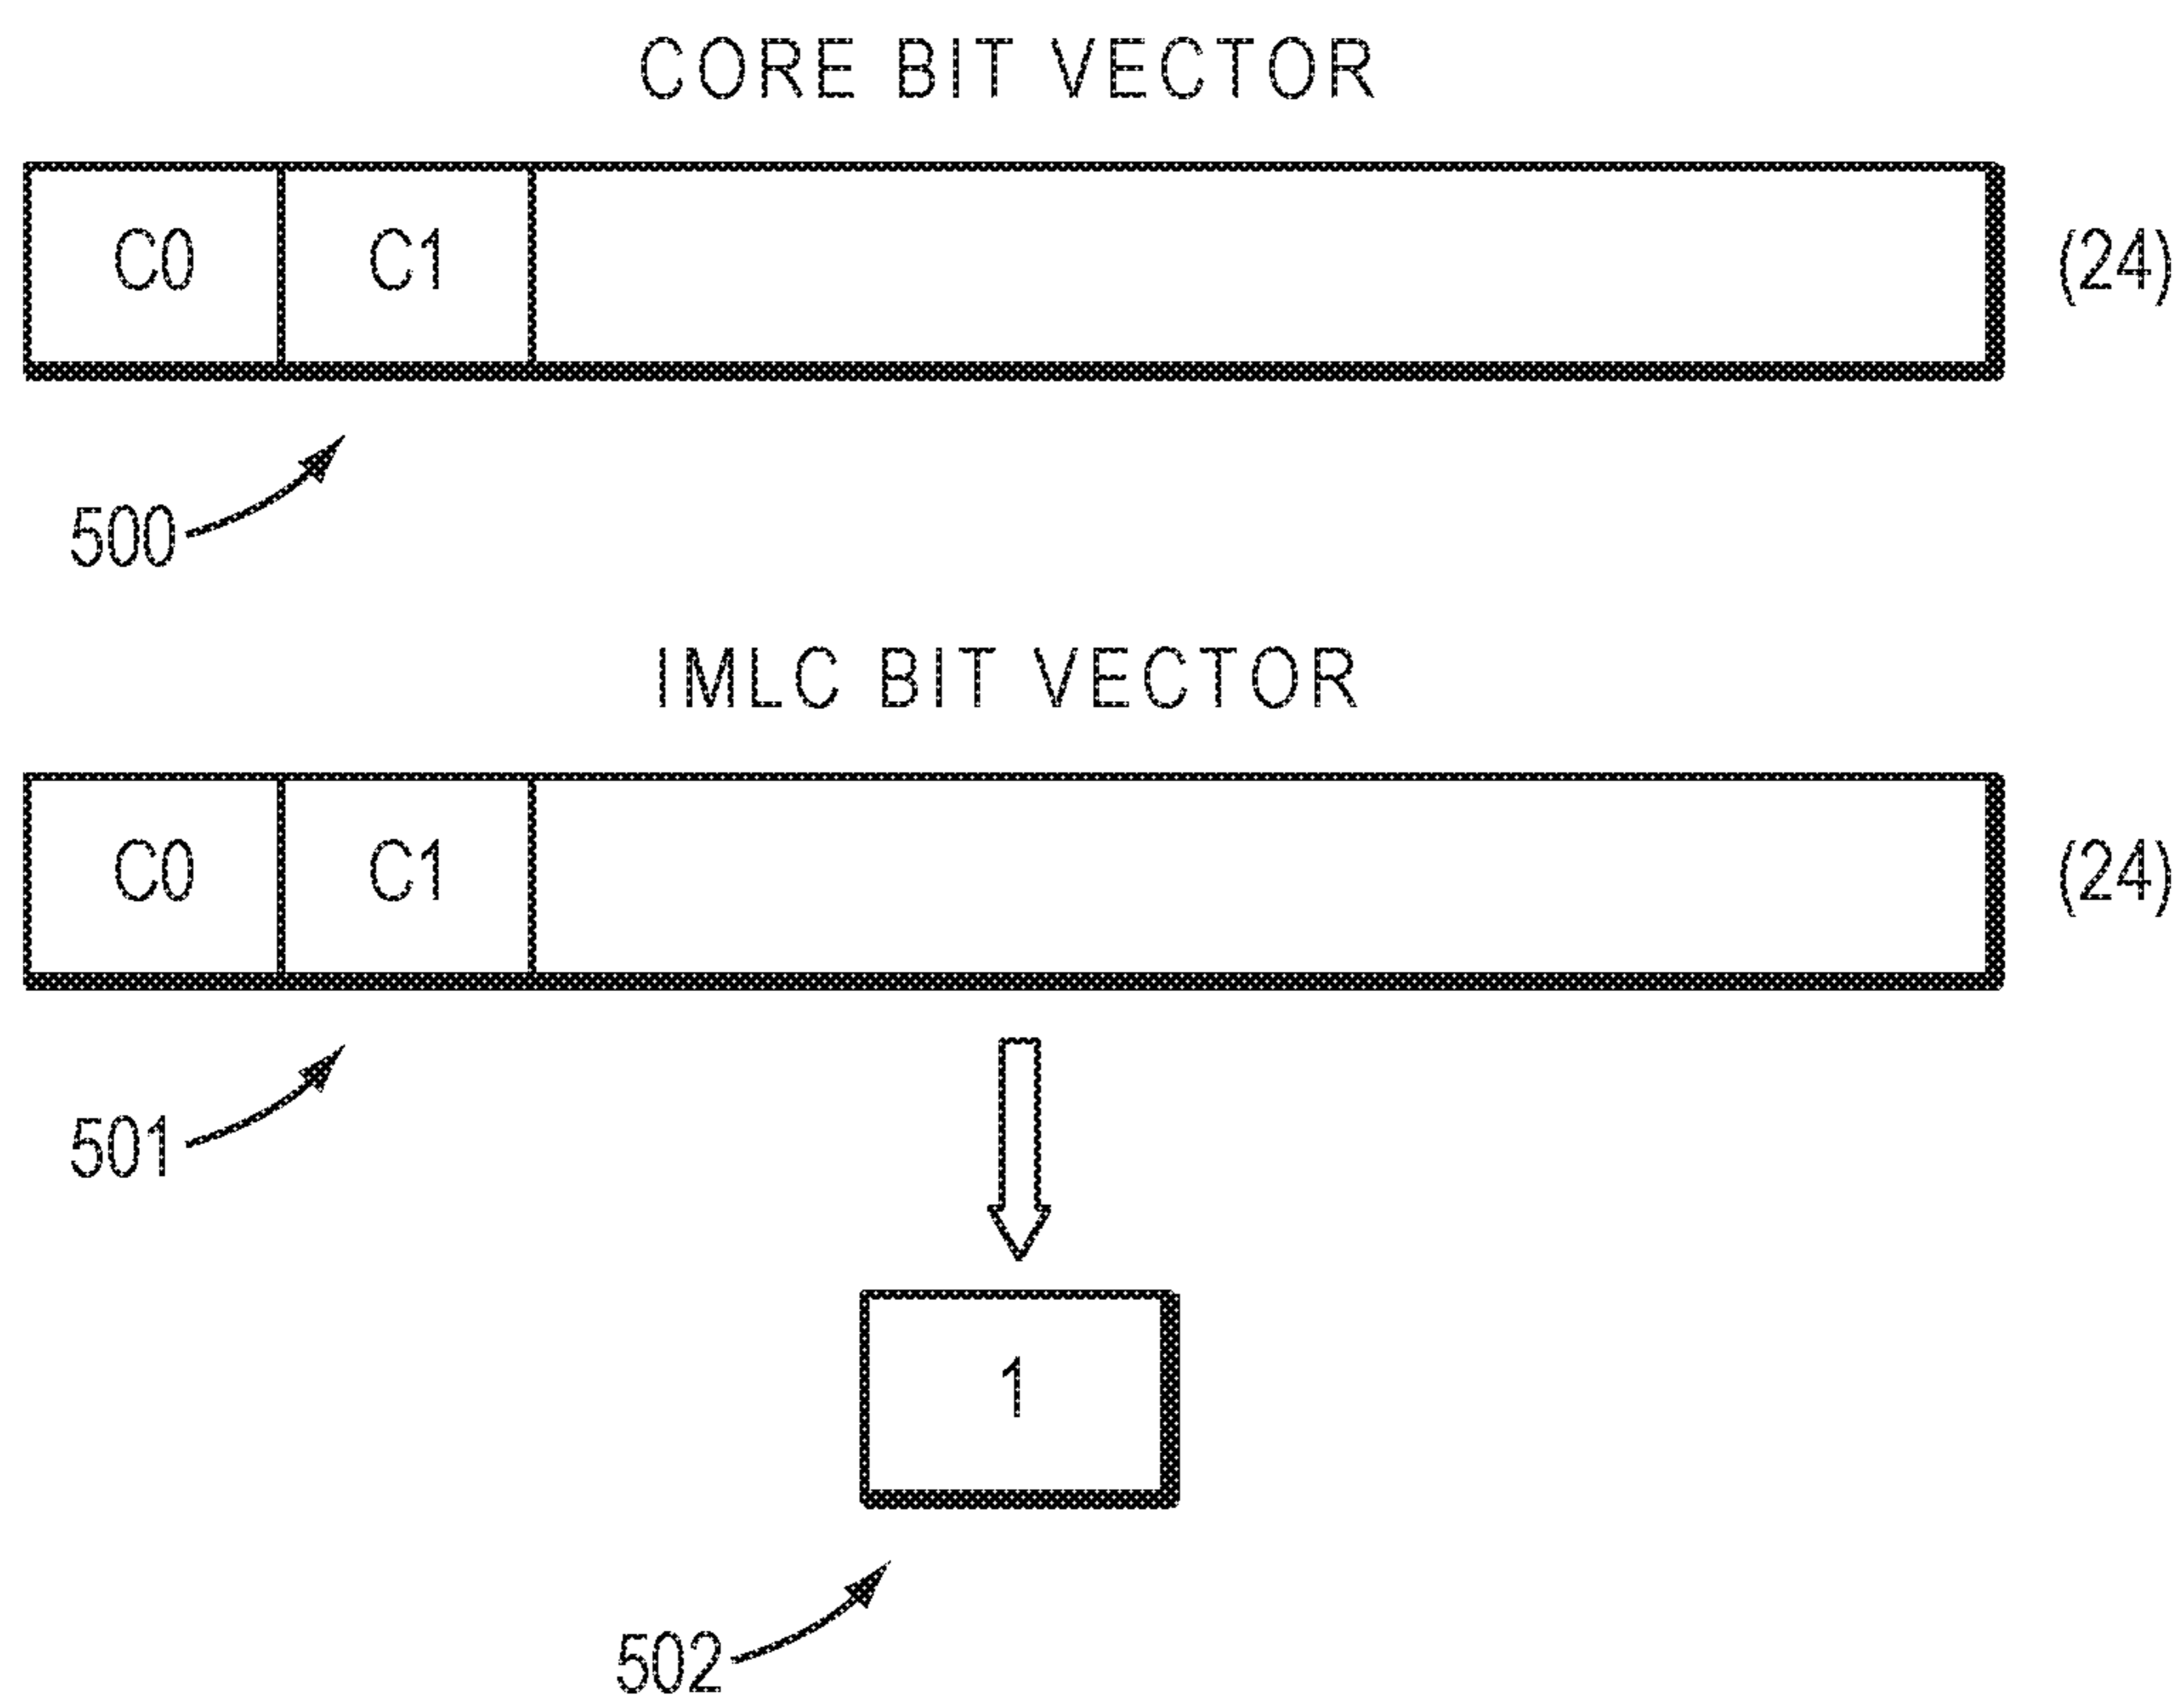 CORE BIT VECTOR
C0 C1 (24)
500
IMLC BIT VECTOR
C0 C1 (24)
501
1
502